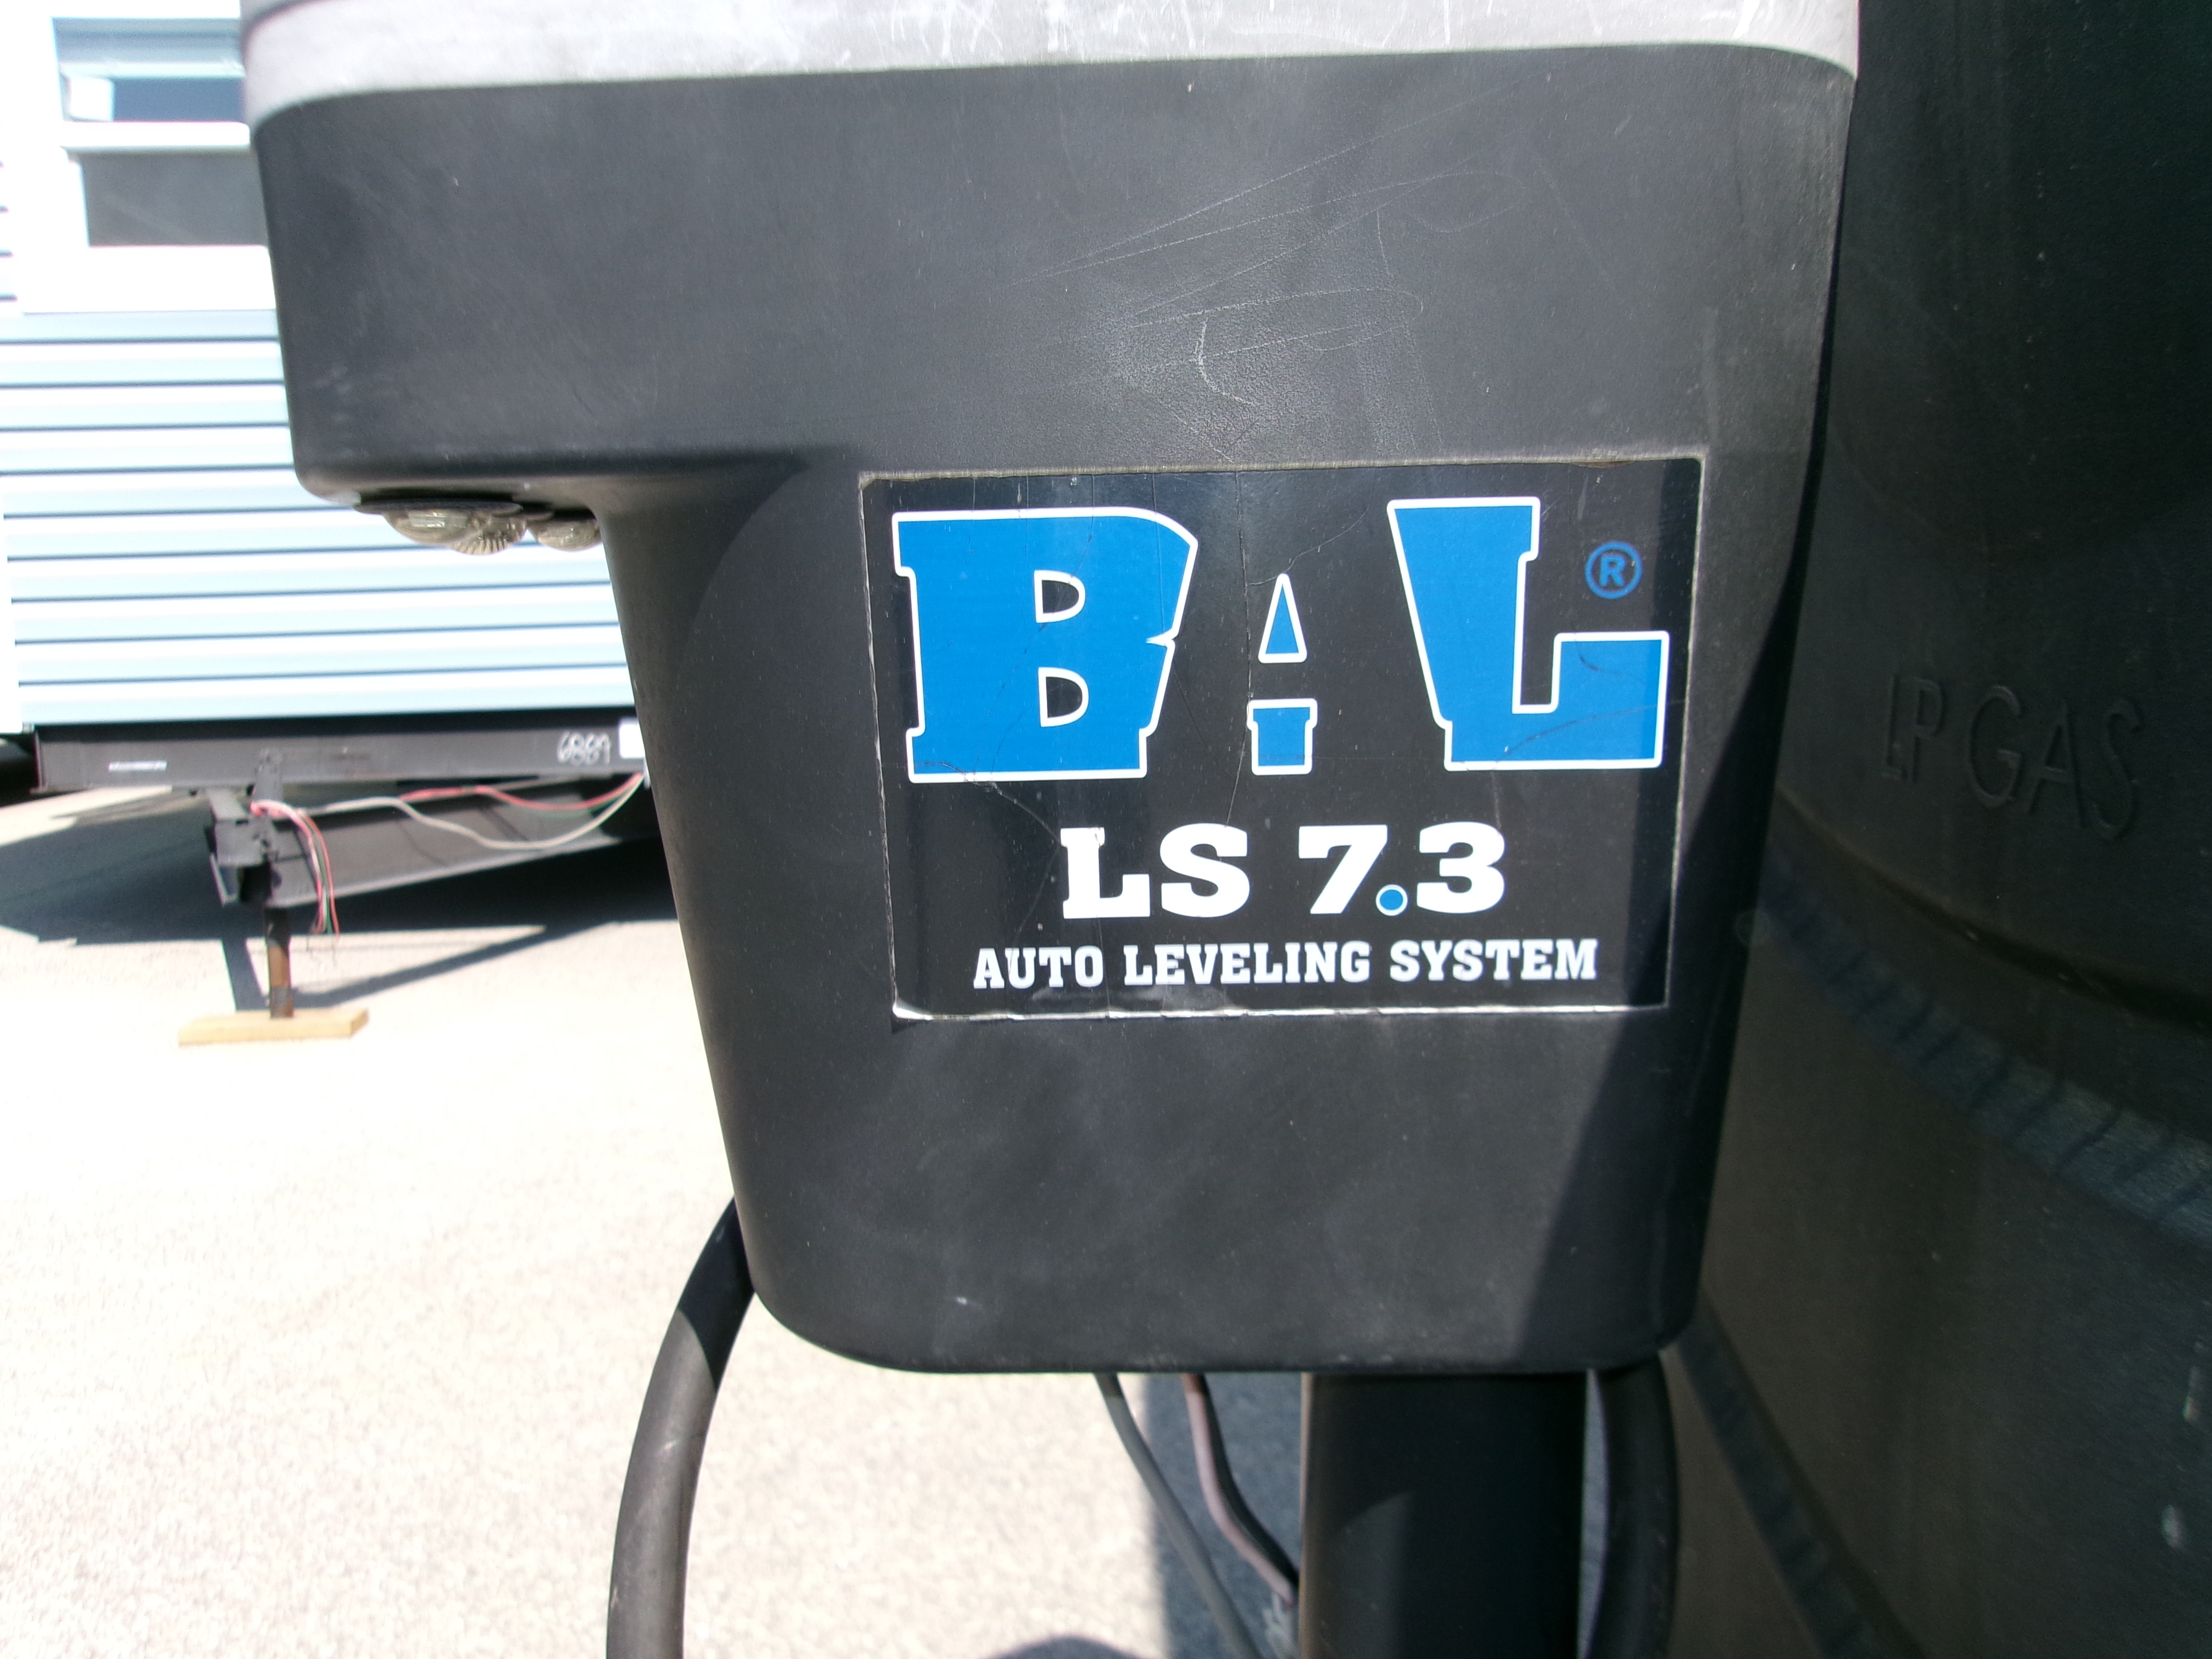 BAL®
LS 7.3
AUTO LEVELING SYSTEM
LP GAS